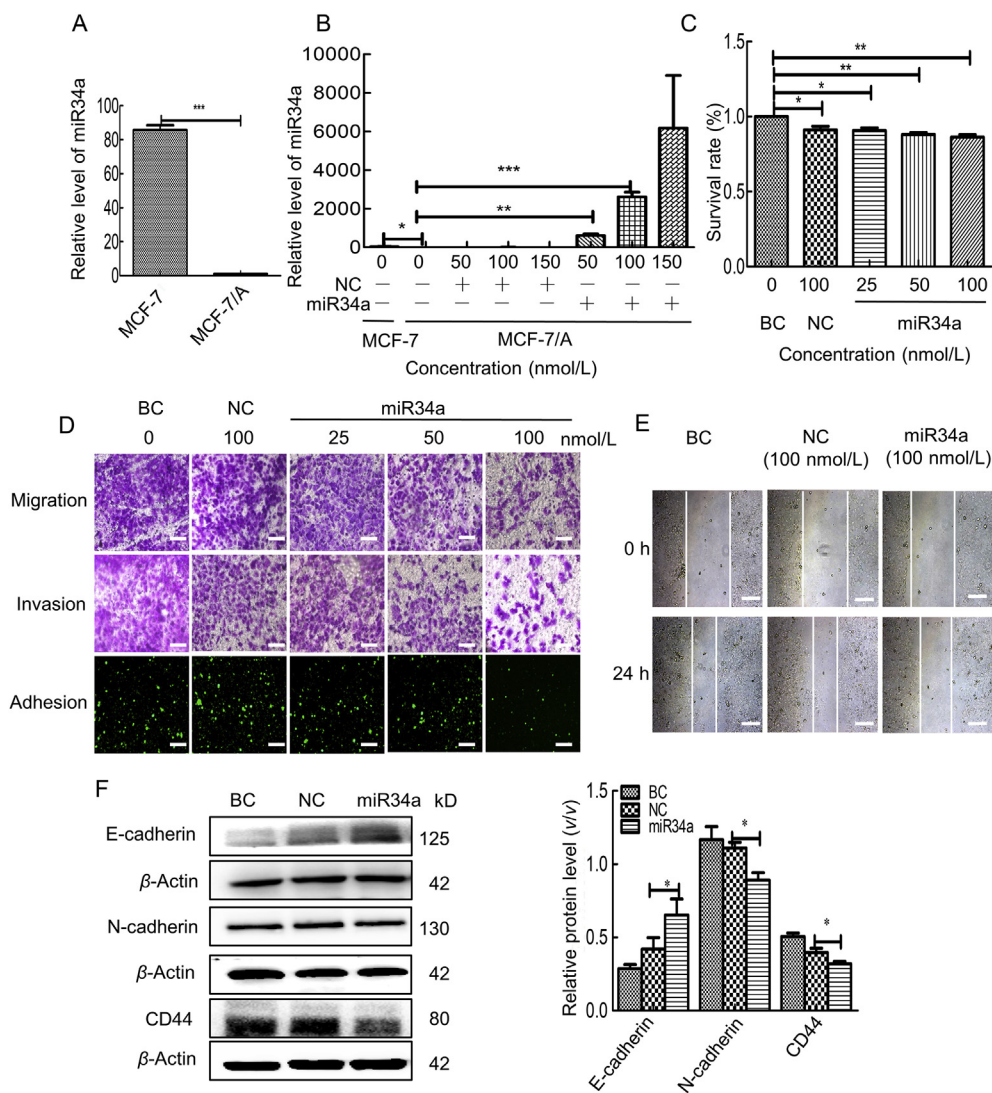 A
Relative level of miR34a
100
80
60
40
20
0
***
MCF-7
MCF-7/A
B
Relative level of miR34a
10000
8000
6000
4000
2000
0
***
**
*
0 0 50 100 150 50 100 150
NC − − + + + − − −
miR34a − − − − − + + +
MCF-7 MCF-7/A
Concentration (nmol/L)
C
Survival rate (%)
1.5
1.0
0.5
0.0
**
**
*
*
0 100 25 50 100
BC NC miR34a
Concentration (nmol/L)
D
BC NC miR34a
0 100 25 50 100 nmol/L
Migration
Invasion
Adhesion
E
BC NC miR34a
(100 nmol/L) (100 nmol/L)
0 h
24 h
F
BC NC miR34a kD
E-cadherin 125
β-Actin 42
N-cadherin 130
β-Actin 42
CD44 80
β-Actin 42
Relative protein level (v/v)
1.5
1.0
0.5
0.0
BC
NC
miR34a
*
*
*
E-cadherin
N-cadherin
CD44